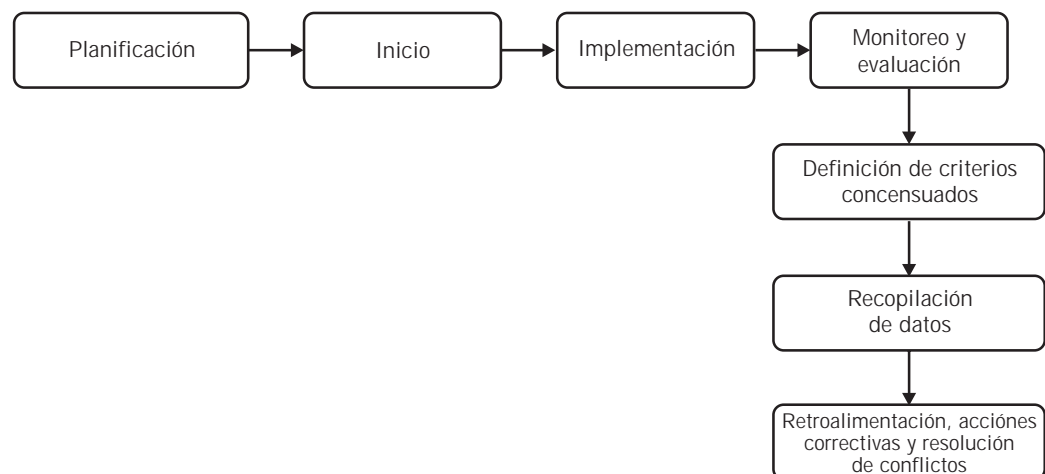 Planificación
Inicio
Implementación
Monitoreo y
evaluación
Definición de criterios
concensuados
Recopilación
de datos
Retroalimentación, acciónes
correctivas y resolución
de conflictos